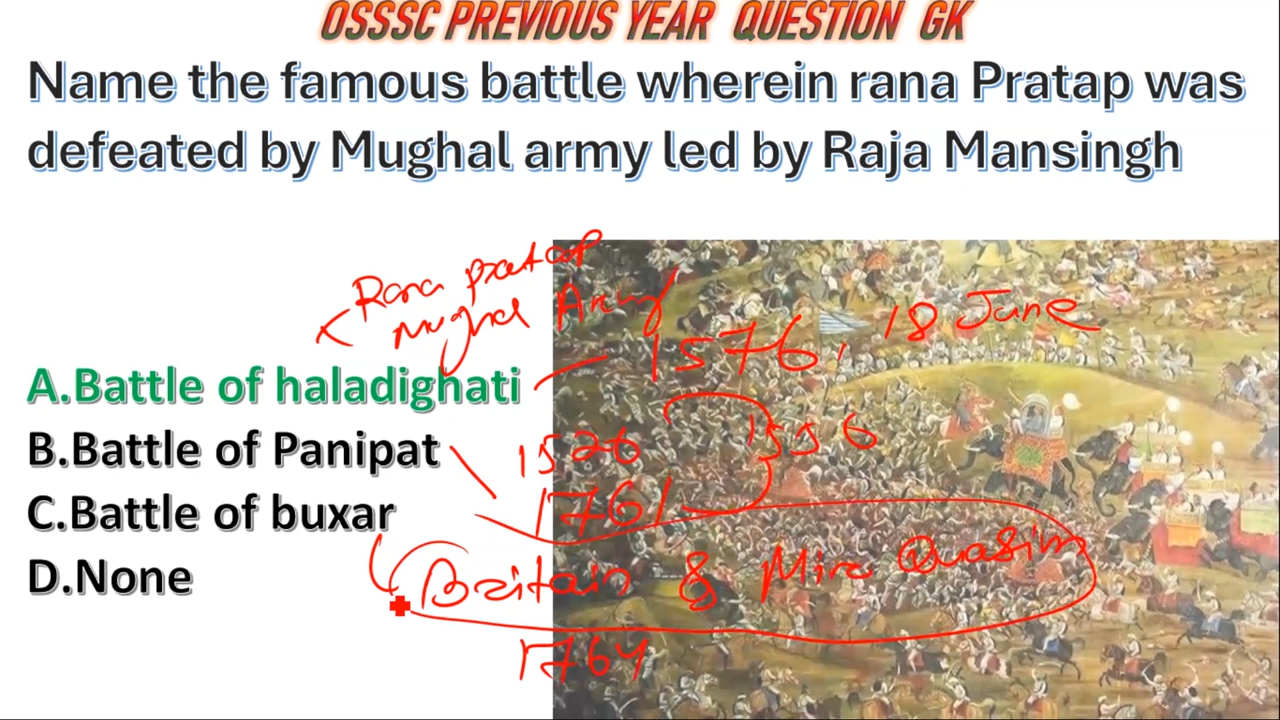 OSSSC PREVIOUS YEAR QUESTION GK
Name the famous battle wherein rana Pratap was
defeated by Mughal army led by Raja Mansingh
Rana pratap
Mughal Army
1576, 18 June
A.Battle of haladighati
B.Battle of Panipat
1526 1556
1761
C.Battle of buxar
Britain & Mirc Quasim
D.None
1764